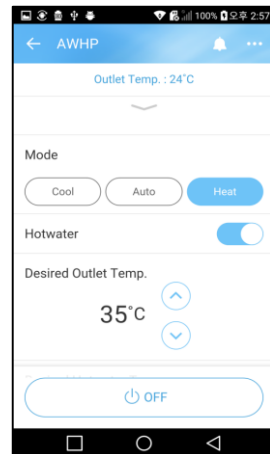 100% 오후 2:57
AWHP
Outlet Temp. : 24˚C
Mode
Cool Auto Heat
Hotwater
Desired Outlet Temp.
35°C
OFF